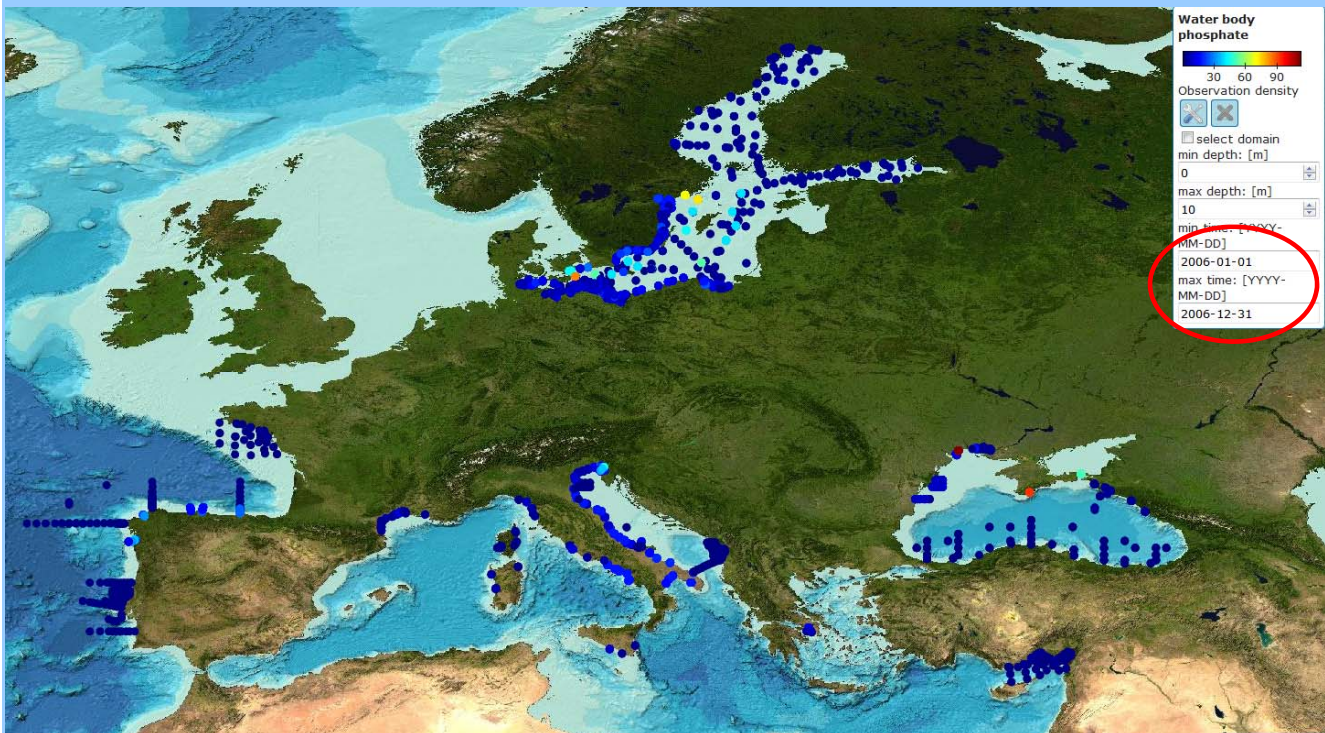 Water body
phosphate
30 60 90
Observation density
select domain
min depth: [m]
0
max depth: [m]
10
min time: [YYYY-
MM-DD]
2006-01-01
max time: [YYYY-
MM-DD]
2006-12-31